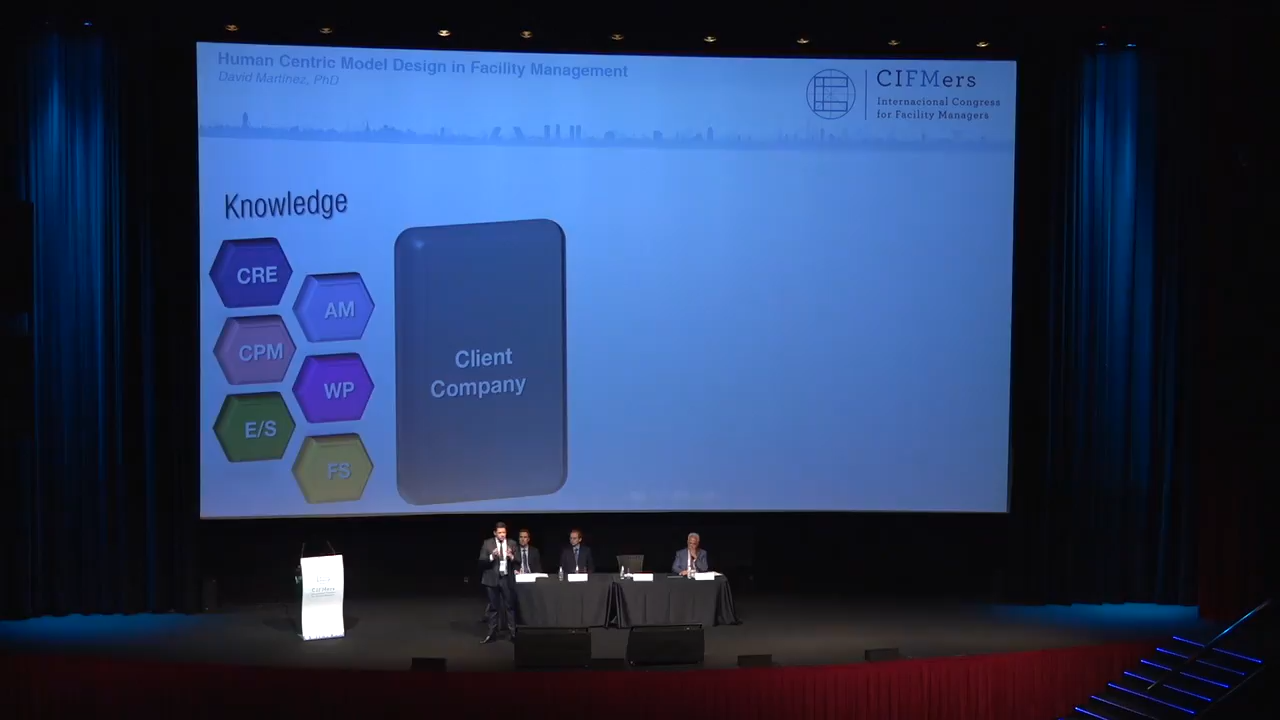 Human Centric Model Design in Facility Management
David Martínez, PhD
CIFMers
Internacional Congress
for Facility Managers
Knowledge
CRE
AM
CPM
WP
E/S
FS
Client
Company